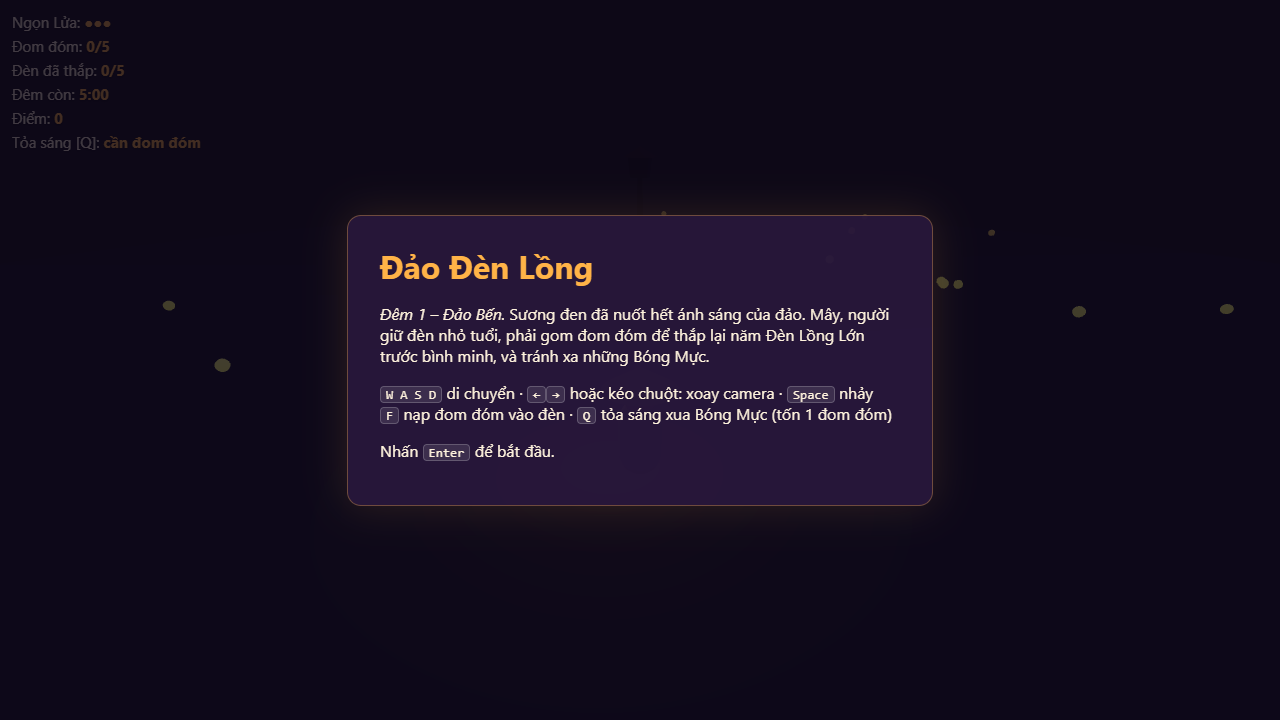 Ngọn Lửa: ●●●
Đom đóm: 0/5
Đèn đã thắp: 0/5
Đêm còn: 5:00
Điểm: 0
Tỏa sáng [Q]: cần đom đóm
Đảo Đèn Lồng
Đêm 1 – Đảo Bến. Sương đen đã nuốt hết ánh sáng của đảo. Mây, người
giữ đèn nhỏ tuổi, phải gom đom đóm để thắp lại năm Đèn Lồng Lớn
trước bình minh, và tránh xa những Bóng Mực.
W A S D di chuyển · ← → hoặc kéo chuột: xoay camera · Space nhảy
F nạp đom đóm vào đèn · Q tỏa sáng xua Bóng Mực (tốn 1 đom đóm)
Nhấn Enter để bắt đầu.